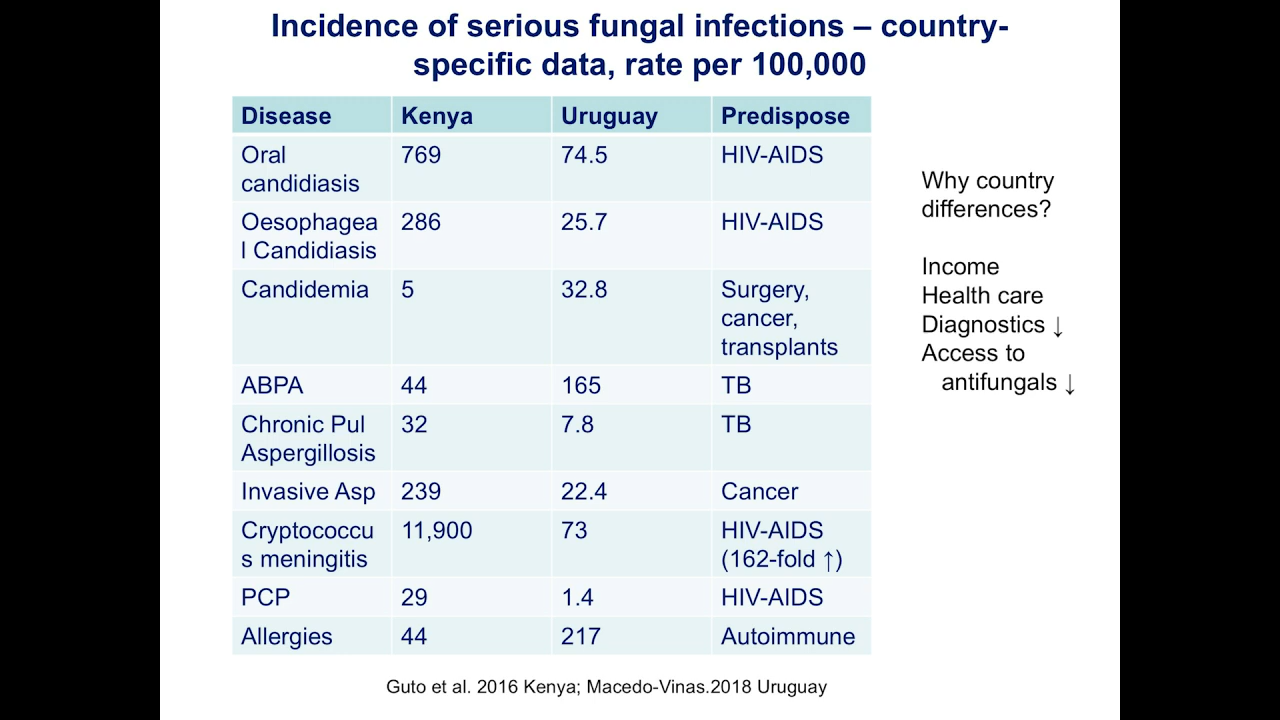 Incidence of serious fungal infections – country-
specific data, rate per 100,000
Disease Kenya Uruguay Predispose
Oral 769 74.5 HIV-AIDS
candidiasis
Oesophagea 286 25.7 HIV-AIDS
l Candidiasis
Candidemia 5 32.8 Surgery,
cancer,
transplants
ABPA 44 165 TB
Chronic Pul 32 7.8 TB
Aspergillosis
Invasive Asp 239 22.4 Cancer
Cryptococcu 11,900 73 HIV-AIDS
s meningitis (162-fold ↑)
PCP 29 1.4 HIV-AIDS
Allergies 44 217 Autoimmune
Why country
differences?
Income
Health care
Diagnostics ↓
Access to
antifungals ↓
Guto et al. 2016 Kenya; Macedo-Vinas.2018 Uruguay